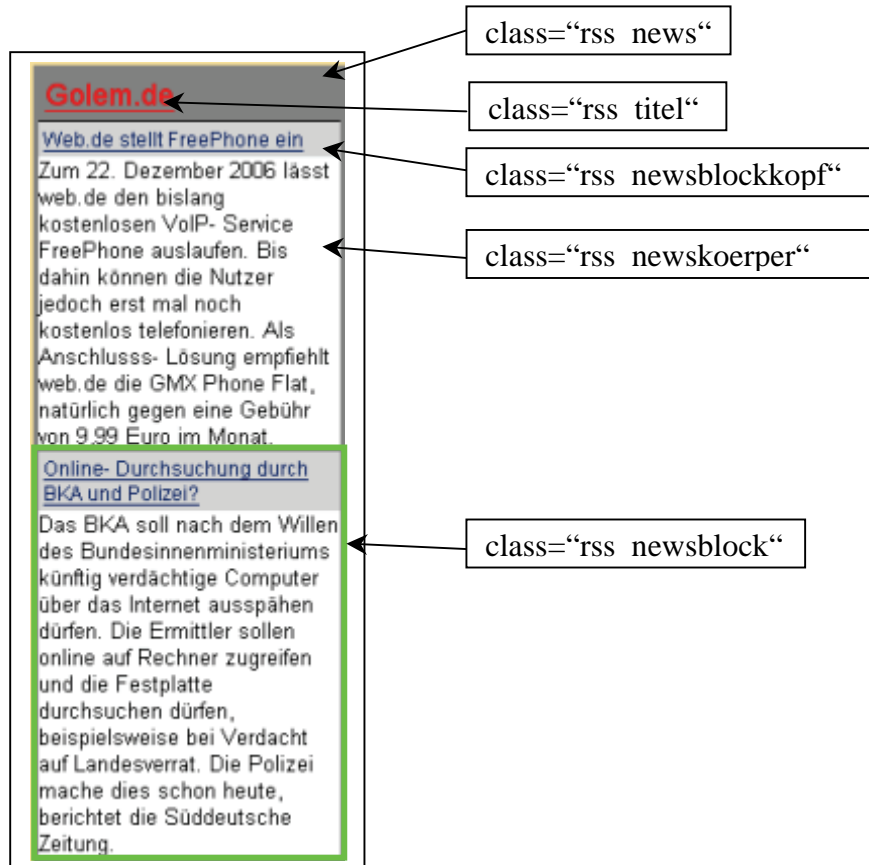 class=“rss news“
Golem.de
class=“rss titel“
Web.de stellt FreePhone ein
class=“rss newsblockkopf“
Zum 22. Dezember 2006 lässt
web.de den bislang
kostenlosen VoIP- Service
FreePhone auslaufen. Bis
dahin können die Nutzer
jedoch erst mal noch
kostenlos telefonieren. Als
Anschlusss- Lösung empfiehlt
web.de die GMX Phone Flat,
natürlich gegen eine Gebühr
von 9,99 Euro im Monat.
class=“rss newskoerper“
Online- Durchsuchung durch
BKA und Polizei?
Das BKA soll nach dem Willen
des Bundesinnenministeriums
künftig verdächtige Computer
über das Internet ausspähen
dürfen. Die Ermittler sollen
online auf Rechner zugreifen
und die Festplatte
durchsuchen dürfen,
beispielsweise bei Verdacht
auf Landesverrat. Die Polizei
mache dies schon heute,
berichtet die Süddeutsche
Zeitung.
class=“rss newsblock“